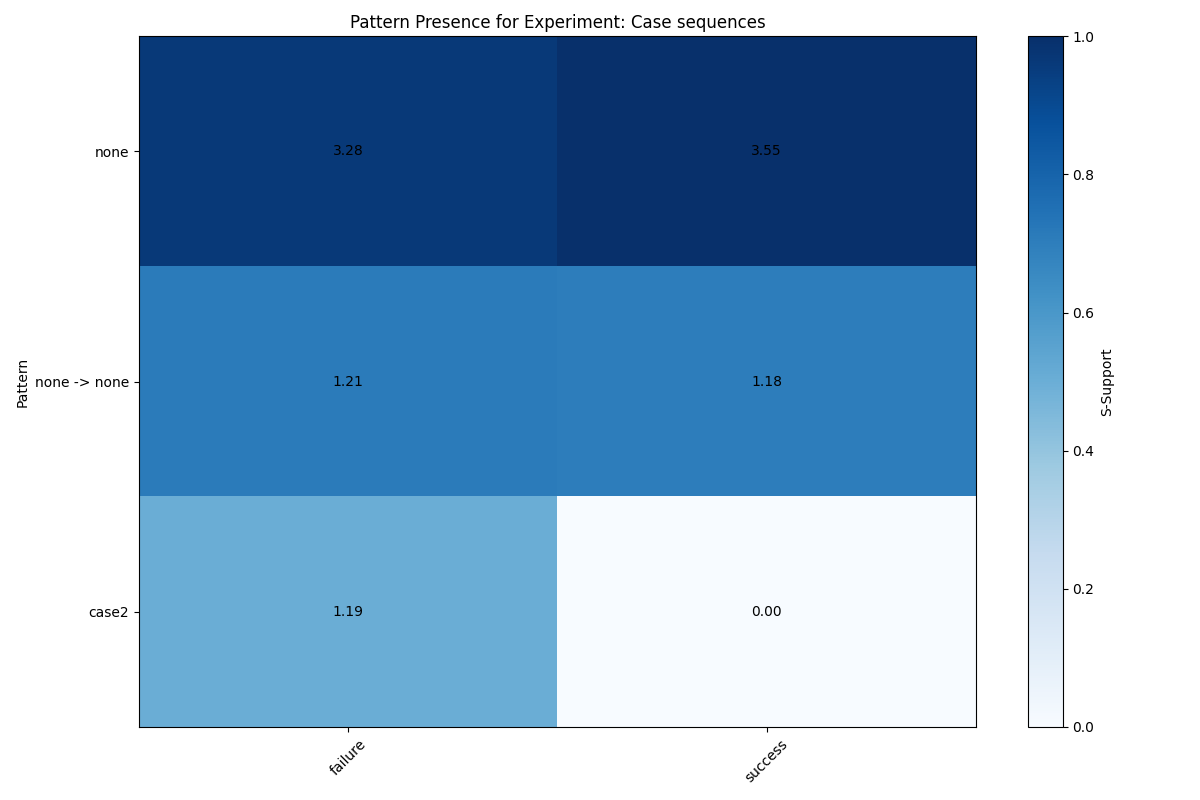 Pattern Presence for Experiment: Case sequences
Pattern
none
none -> none
case2
3.28
3.55
1.21
1.18
1.19
0.00
failure
success
1.0
0.8
0.6
0.4
0.2
0.0
S-Support